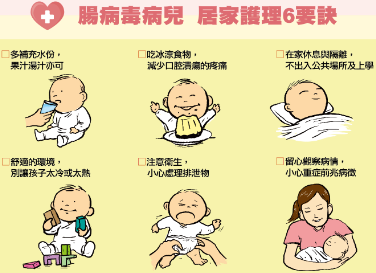 腸病毒病兒 居家護理6要訣
□多補充水份，
果汁湯汁亦可
□吃冰涼食物，
減少口腔潰瘍的疼痛
□在家休息與隔離，
不出入公共場所及上學
□舒適的環境，
別讓孩子太冷或太熱
□注意衛生，
小心處理排泄物
□留心觀察病情，
小心重症前兆病徵